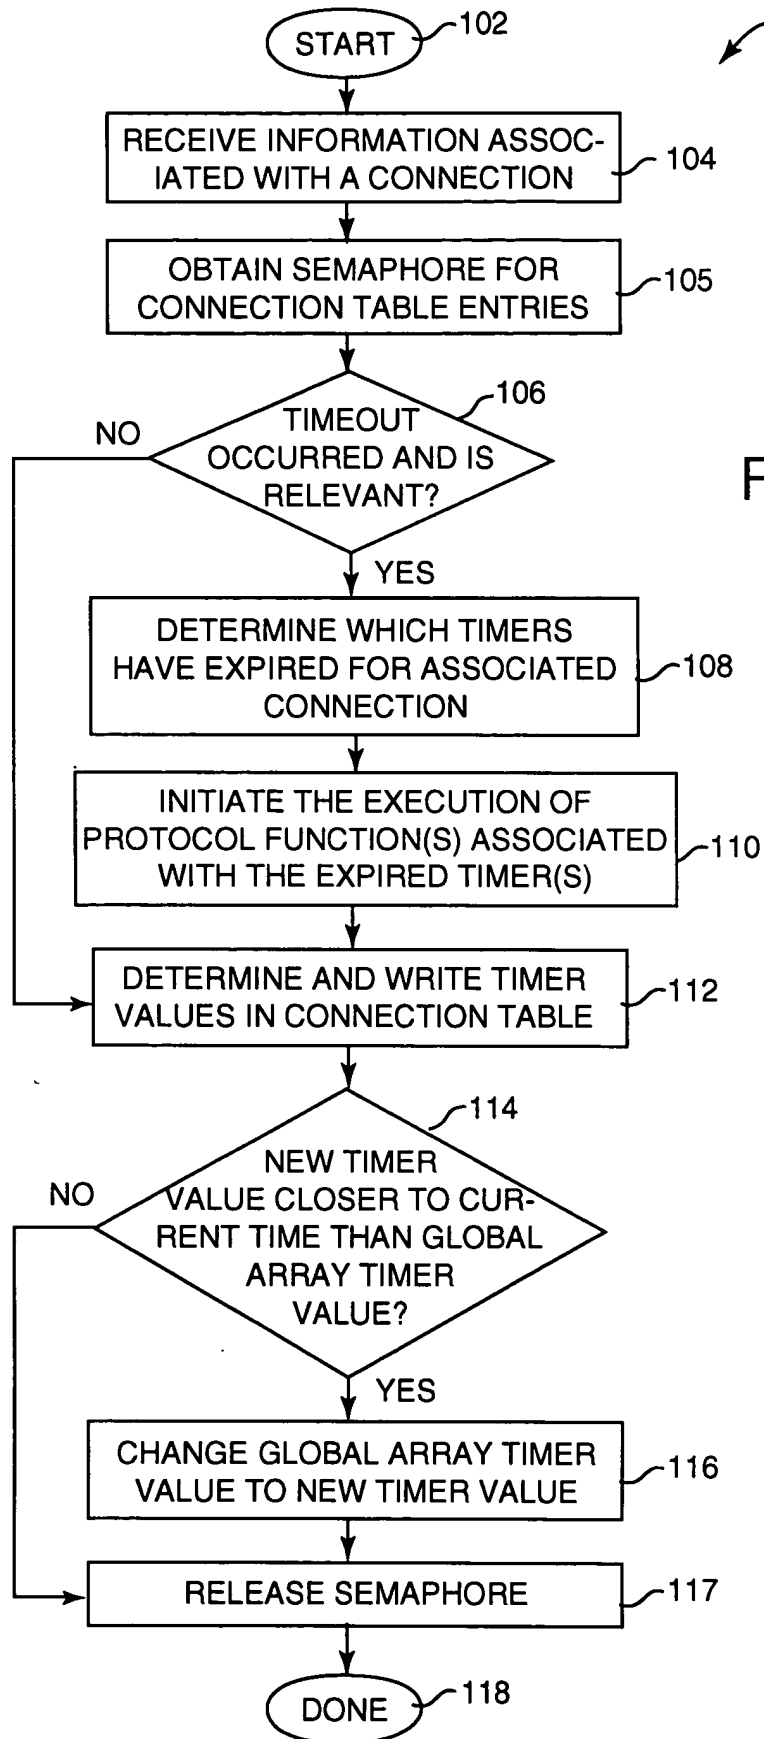 START
102
RECEIVE INFORMATION ASSOC-
IATED WITH A CONNECTION
104
OBTAIN SEMAPHORE FOR
CONNECTION TABLE ENTRIES
105
106
TIMEOUT
OCCURRED AND IS
RELEVANT?
NO
F
YES
DETERMINE WHICH TIMERS
HAVE EXPIRED FOR ASSOCIATED
CONNECTION
108
INITIATE THE EXECUTION OF
PROTOCOL FUNCTION(S) ASSOCIATED
WITH THE EXPIRED TIMER(S)
110
DETERMINE AND WRITE TIMER
VALUES IN CONNECTION TABLE
112
114
NEW TIMER
VALUE CLOSER TO CUR-
RENT TIME THAN GLOBAL
ARRAY TIMER
VALUE?
NO
YES
CHANGE GLOBAL ARRAY TIMER
VALUE TO NEW TIMER VALUE
116
RELEASE SEMAPHORE
117
DONE
118